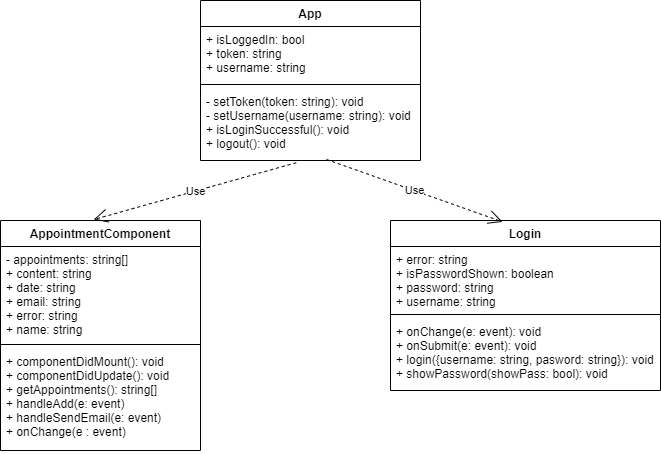 App
+ isLoggedIn: bool
+ token: string
+ username: string
- setToken(token: string): void
- setUsername(username: string): void
+ isLoginSuccessful(): void
+ logout(): void
Use
Use
AppointmentComponent
- appointments: string[]
+ content: string
+ date: string
+ email: string
+ error: string
+ name: string
+ componentDidMount(): void
+ componentDidUpdate(): void
+ getAppointments(): string[]
+ handleAdd(e: event)
+ handleSendEmail(e: event)
+ onChange(e : event)
Login
+ error: string
+ isPasswordShown: boolean
+ password: string
+ username: string
+ onChange(e: event): void
+ onSubmit(e: event): void
+ login({username: string, pasword: string}): void
+ showPassword(showPass: bool): void